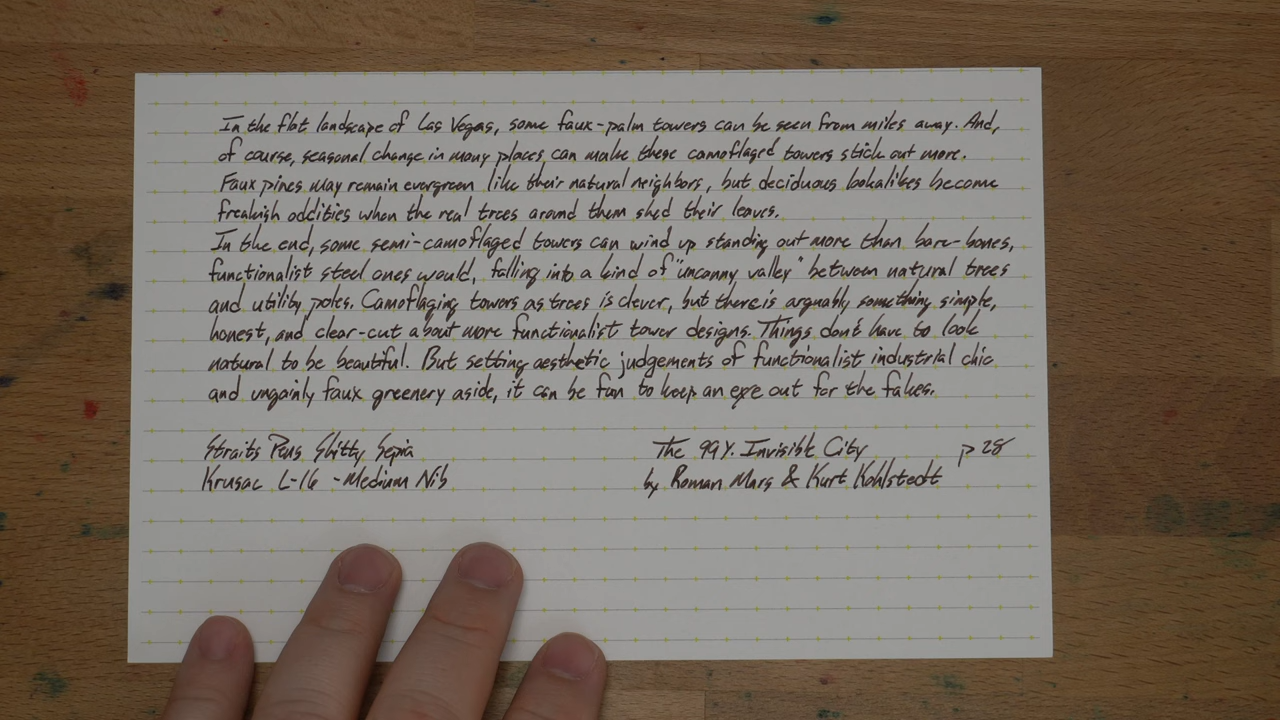 In the flat landscape of Las Vegas, some faux-palm towers can be seen from miles away. And,
of course, seasonal change in many places can make these camoflaged towers stick out more.
Faux pines may remain evergreen like their natural neighbors, but deciduous lookalikes become
freakish oddities when the real trees around them shed their leaves.
In the end, some semi-camoflaged towers can wind up standing out more than bare-bones,
functionalist steel ones would, falling into a kind of "uncanny valley" between natural trees
and utility poles. Camoflaging towers as trees is clever, but there is arguably something simple,
honest, and clear-cut about more functionalist tower designs. Things don't have to look
natural to be beautiful. But setting aesthetic judgements of functionalist industrial chic
and ungainly faux greenery aside, it can be fun to keep an eye out for the fakes.
Straits Pens Shitty Sepia
The 99%. Invisible City p 28
Krusac L-16 - Medium Nib
by Roman Mars & Kurt Kohlstedt